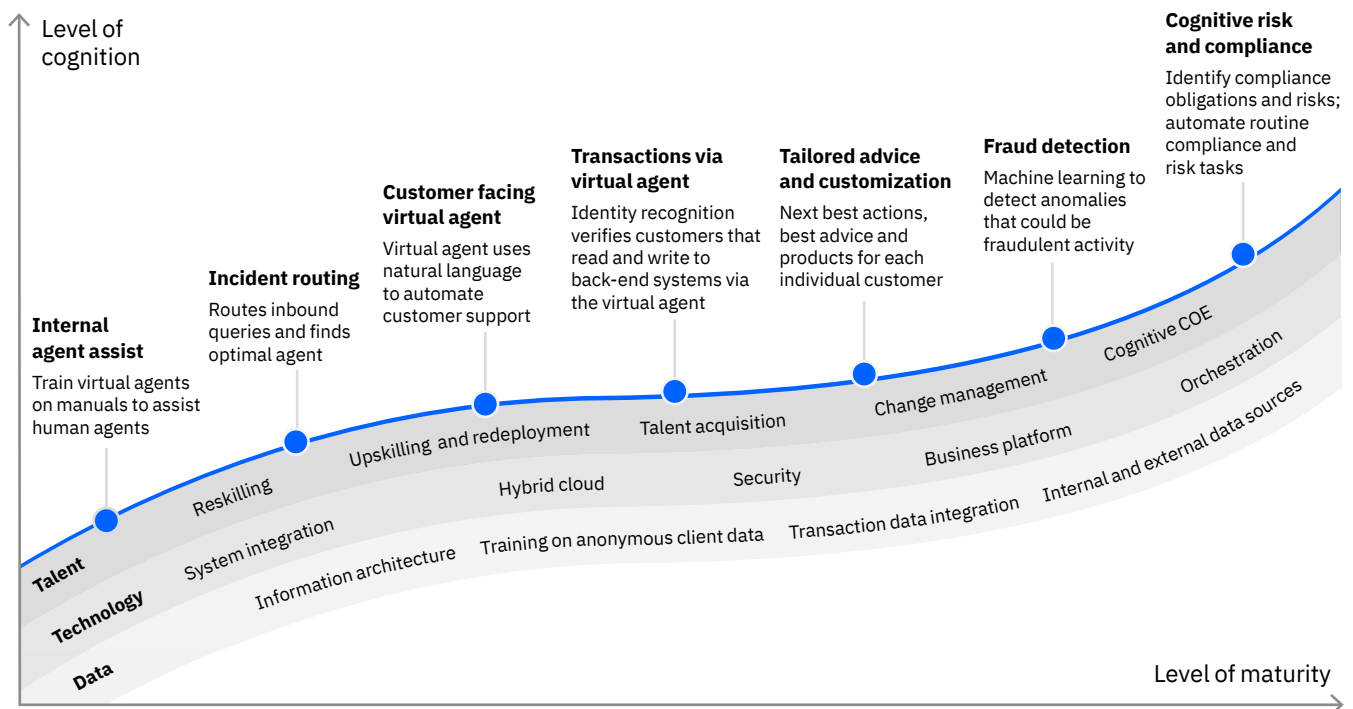 Level of
cognition
Internal
agent assist
Train virtual agents
on manuals to assist
human agents
Incident routing
Routes inbound
queries and finds
optimal agent
Customer facing
virtual agent
Virtual agent uses
natural language
to automate
customer support
Transactions via
virtual agent
Identity recognition
verifies customers that
read and write to
back-end systems via
the virtual agent
Tailored advice
and customization
Next best actions,
best advice and
products for each
individual customer
Fraud detection
Machine learning to
detect anomalies
that could be
fraudulent activity
Cognitive risk
and compliance
Identify compliance
obligations and risks;
automate routine
compliance and
risk tasks
Talent
Reskilling
Upskilling and redeployment
Talent acquisition
Change management
Cognitive COE
Technology
System integration
Hybrid cloud
Security
Business platform
Orchestration
Data
Information architecture
Training on anonymous client data
Transaction data integration
Internal and external data sources
Level of maturity